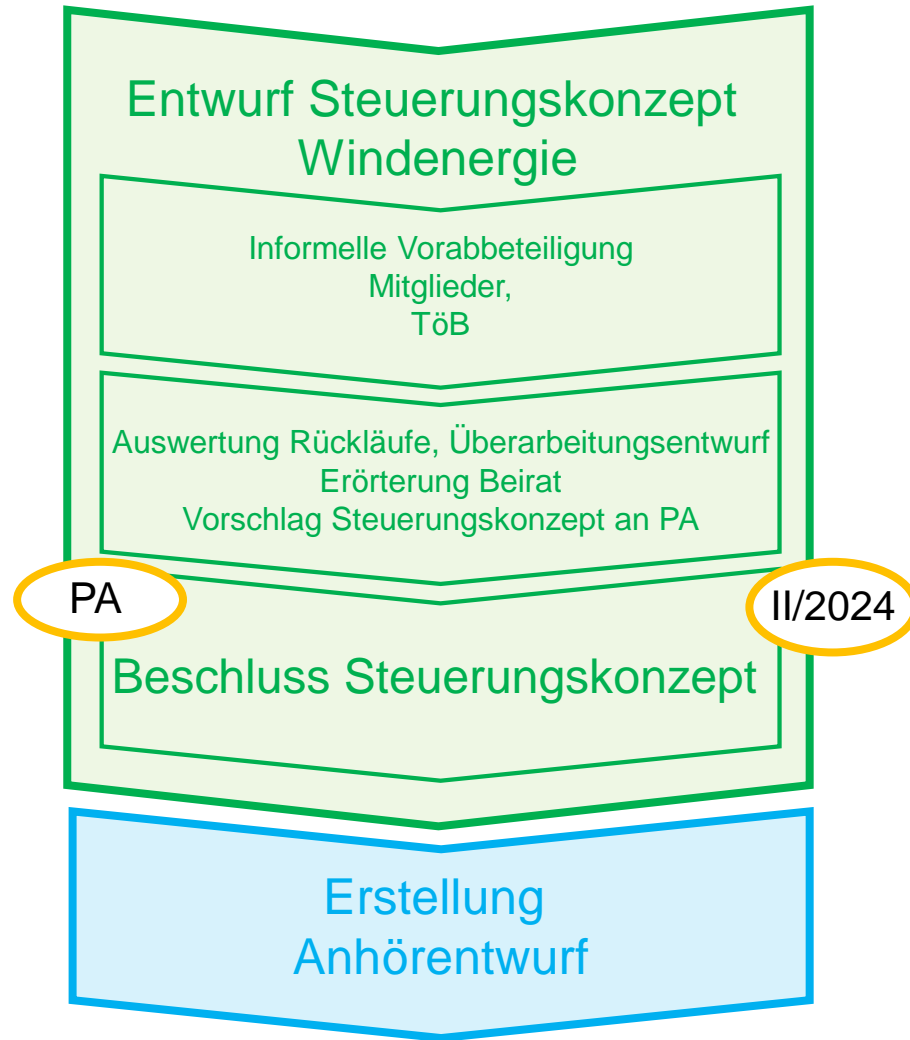 Entwurf Steuerungskonzept
Windenergie
Informelle Vorabbeteiligung
Mitglieder,
TöB
Auswertung Rückläufe, Überarbeitungsentwurf
Erörterung Beirat
Vorschlag Steuerungskonzept an PA
PA
II/2024
Beschluss Steuerungskonzept
Erstellung
Anhörentwurf